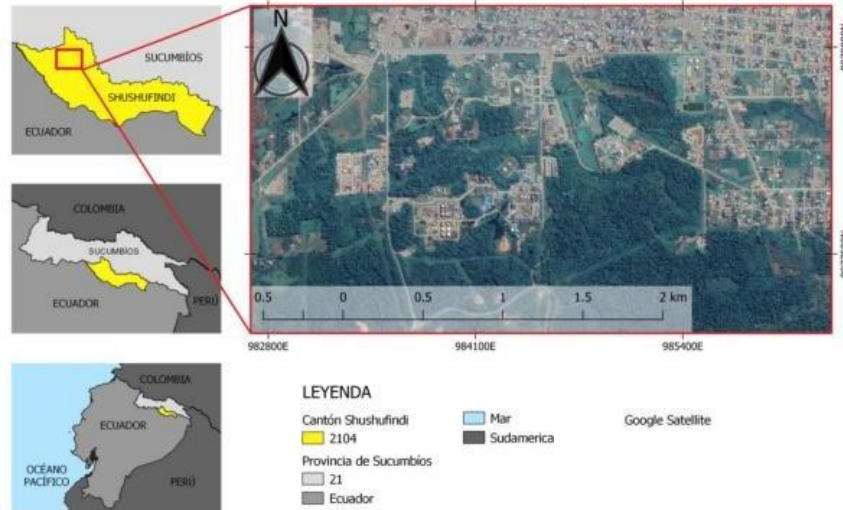 SUCUMBÍOS
SHUSHUFINDI
ECUADOR
COLOMBIA
SUCUMBÍOS
ECUADOR
PERÚ
COLOMBIA
ECUADOR
OCÉANO
PACÍFICO
PERÚ
N
0.5 0 0.5 1 1.5 2 km
982800E 984100E 985400E
LEYENDA
Cantón Shushufindi
2104
Provincia de Sucumbíos
21
Ecuador
Mar
Sudamerica
Google Satellite